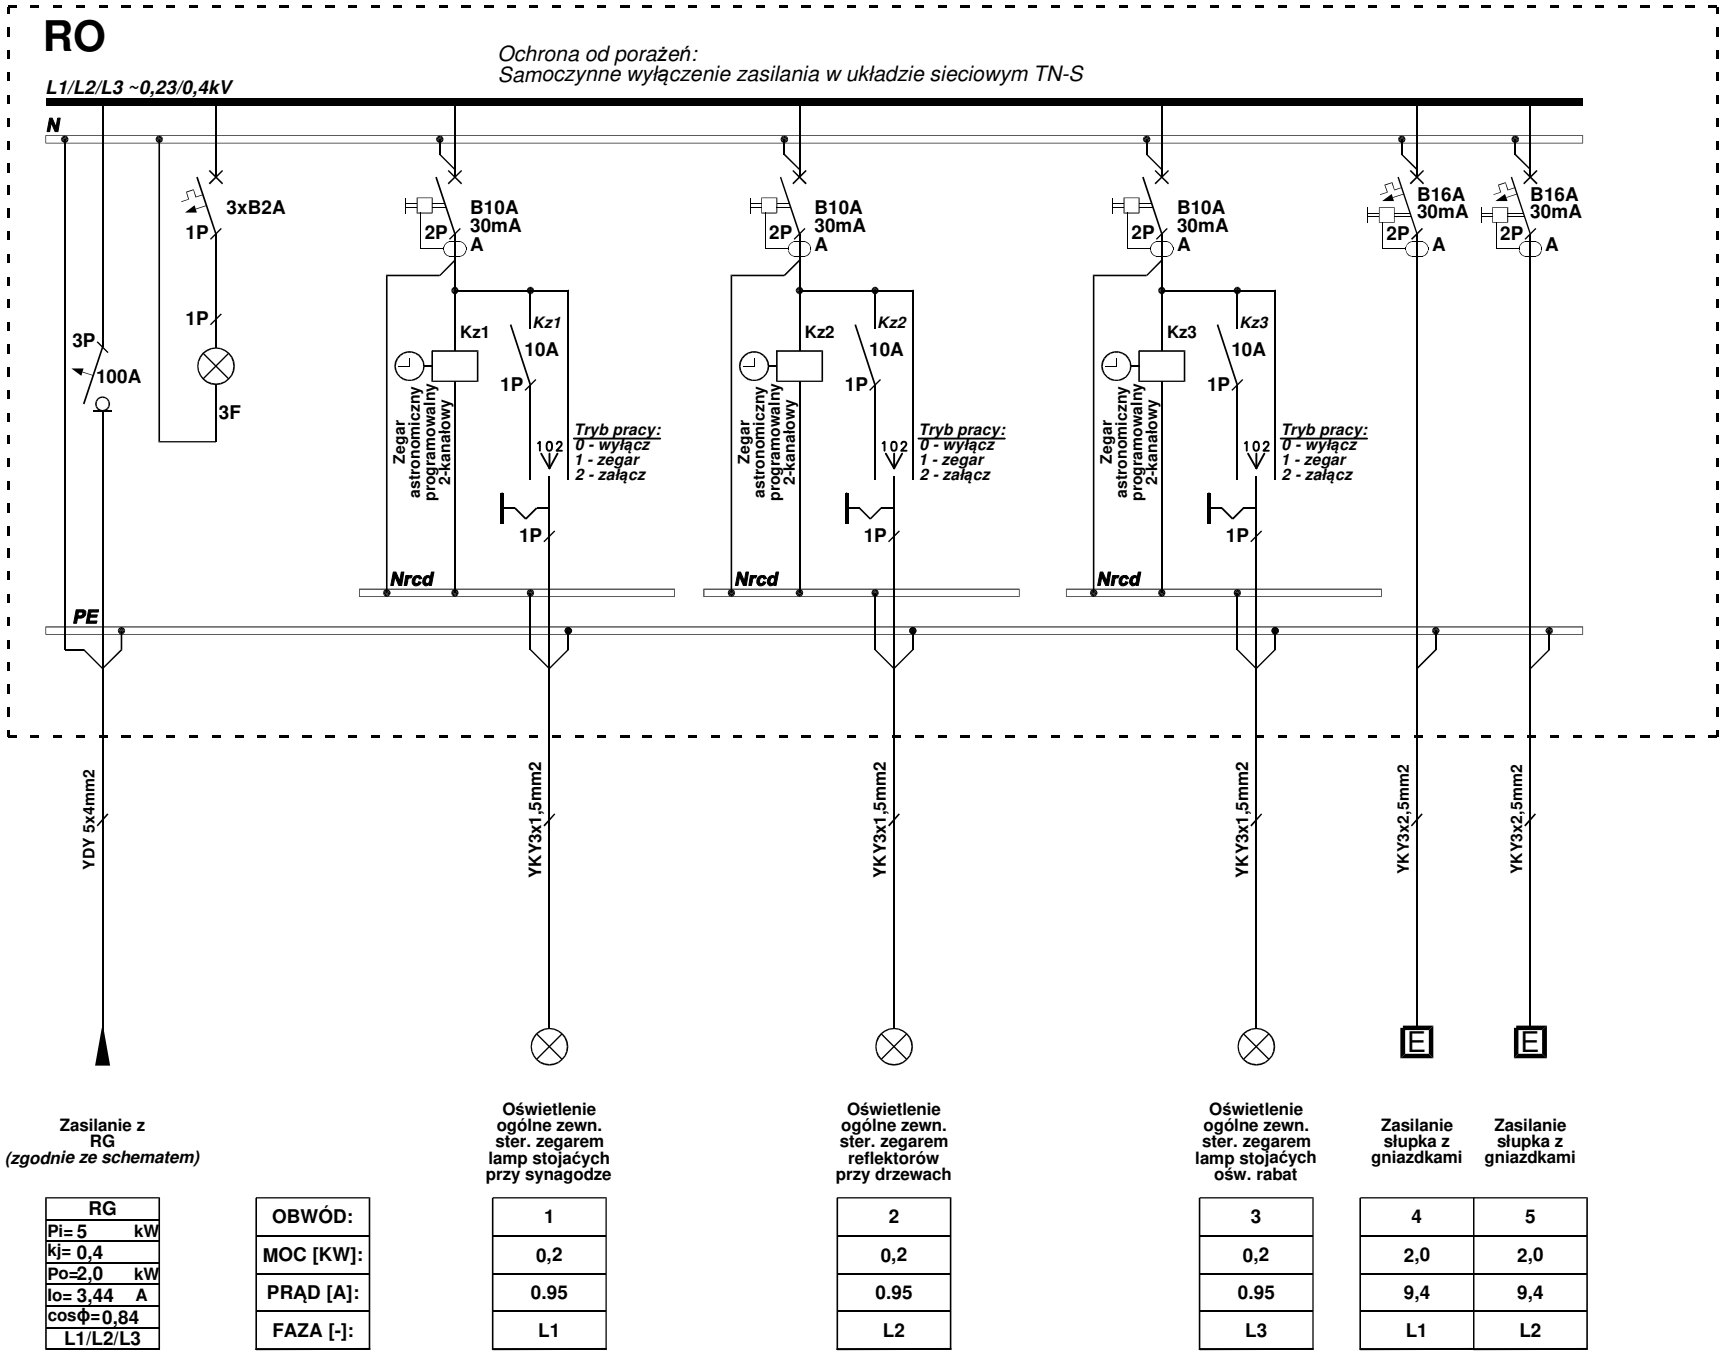 RO
Ochrona od porażeń:
Samoczynne wyłączenie zasilania w układzie sieciowym TN-S
L1/L2/L3 ~0,23/0,4kV
N
3xB2A
1P
1P
3F
3P
100A
B10A
30mA
2P
A
Kz1
Kz1
10A
1P
Zegar
astronomiczny
programowalny
2-kanałowy
102
Tryb pracy:
0 - wyłącz
1 - zegar
2 - załącz
1P
Nrcd
B10A
30mA
2P
A
Kz2
Kz2
10A
1P
Zegar
astronomiczny
programowalny
2-kanałowy
102
Tryb pracy:
0 - wyłącz
1 - zegar
2 - załącz
1P
Nrcd
B10A
30mA
2P
A
Kz3
Kz3
10A
1P
Zegar
astronomiczny
programowalny
2-kanałowy
102
Tryb pracy:
0 - wyłącz
1 - zegar
2 - załącz
1P
Nrcd
B16A
30mA
2P
A
B16A
30mA
2P
A
PE
YDY 5x4mm2
YKY3x1,5mm2
YKY3x1,5mm2
YKY3x1,5mm2
YKY3x2,5mm2
YKY3x2,5mm2
E
E
Zasilanie z
RG
(zgodnie ze schematem)
Oświetlenie
ogólne zewn.
ster. zegarem
lamp stojaćych
przy synagodze
Oświetlenie
ogólne zewn.
ster. zegarem
reflektorów
przy drzewach
Oświetlenie
ogólne zewn.
ster. zegarem
lamp stojaćych
ośw. rabat
Zasilanie
słupka z
gniazdkami
Zasilanie
słupka z
gniazdkami
RG
Pi= 5 kW
kj= 0,4
Po=2,0 kW
Io= 3,44 A
cosϕ=0,84
L1/L2/L3
OBWÓD: 1 2 3 4 5
MOC [KW]: 0,2 0,2 0,2 2,0 2,0
PRĄD [A]: 0.95 0.95 0.95 9,4 9,4
FAZA [-]: L1 L2 L3 L1 L2